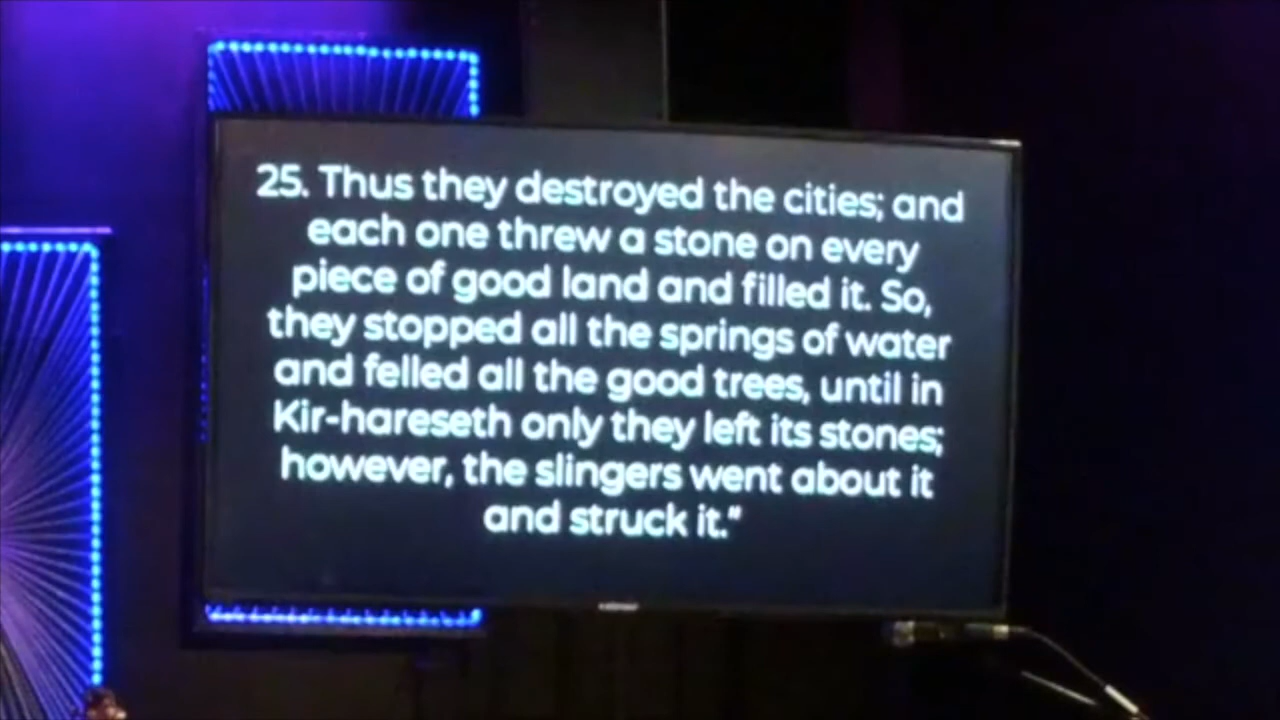 25. Thus they destroyed the cities; and
each one threw a stone on every
piece of good land and filled it. So,
they stopped all the springs of water
and felled all the good trees, until in
Kir-hareseth only they left its stones;
however, the slingers went about it
and struck it."